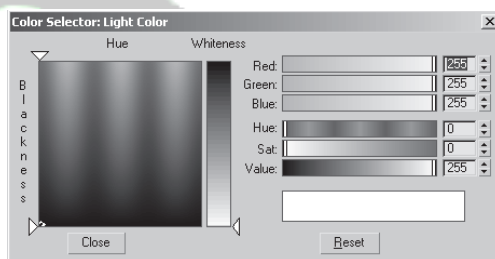 Color Selector: Light Color
Hue
Whiteness
Blackness
Red: 255
Green: 255
Blue: 255
Hue: 0
Sat: 0
Value: 255
Close
Reset